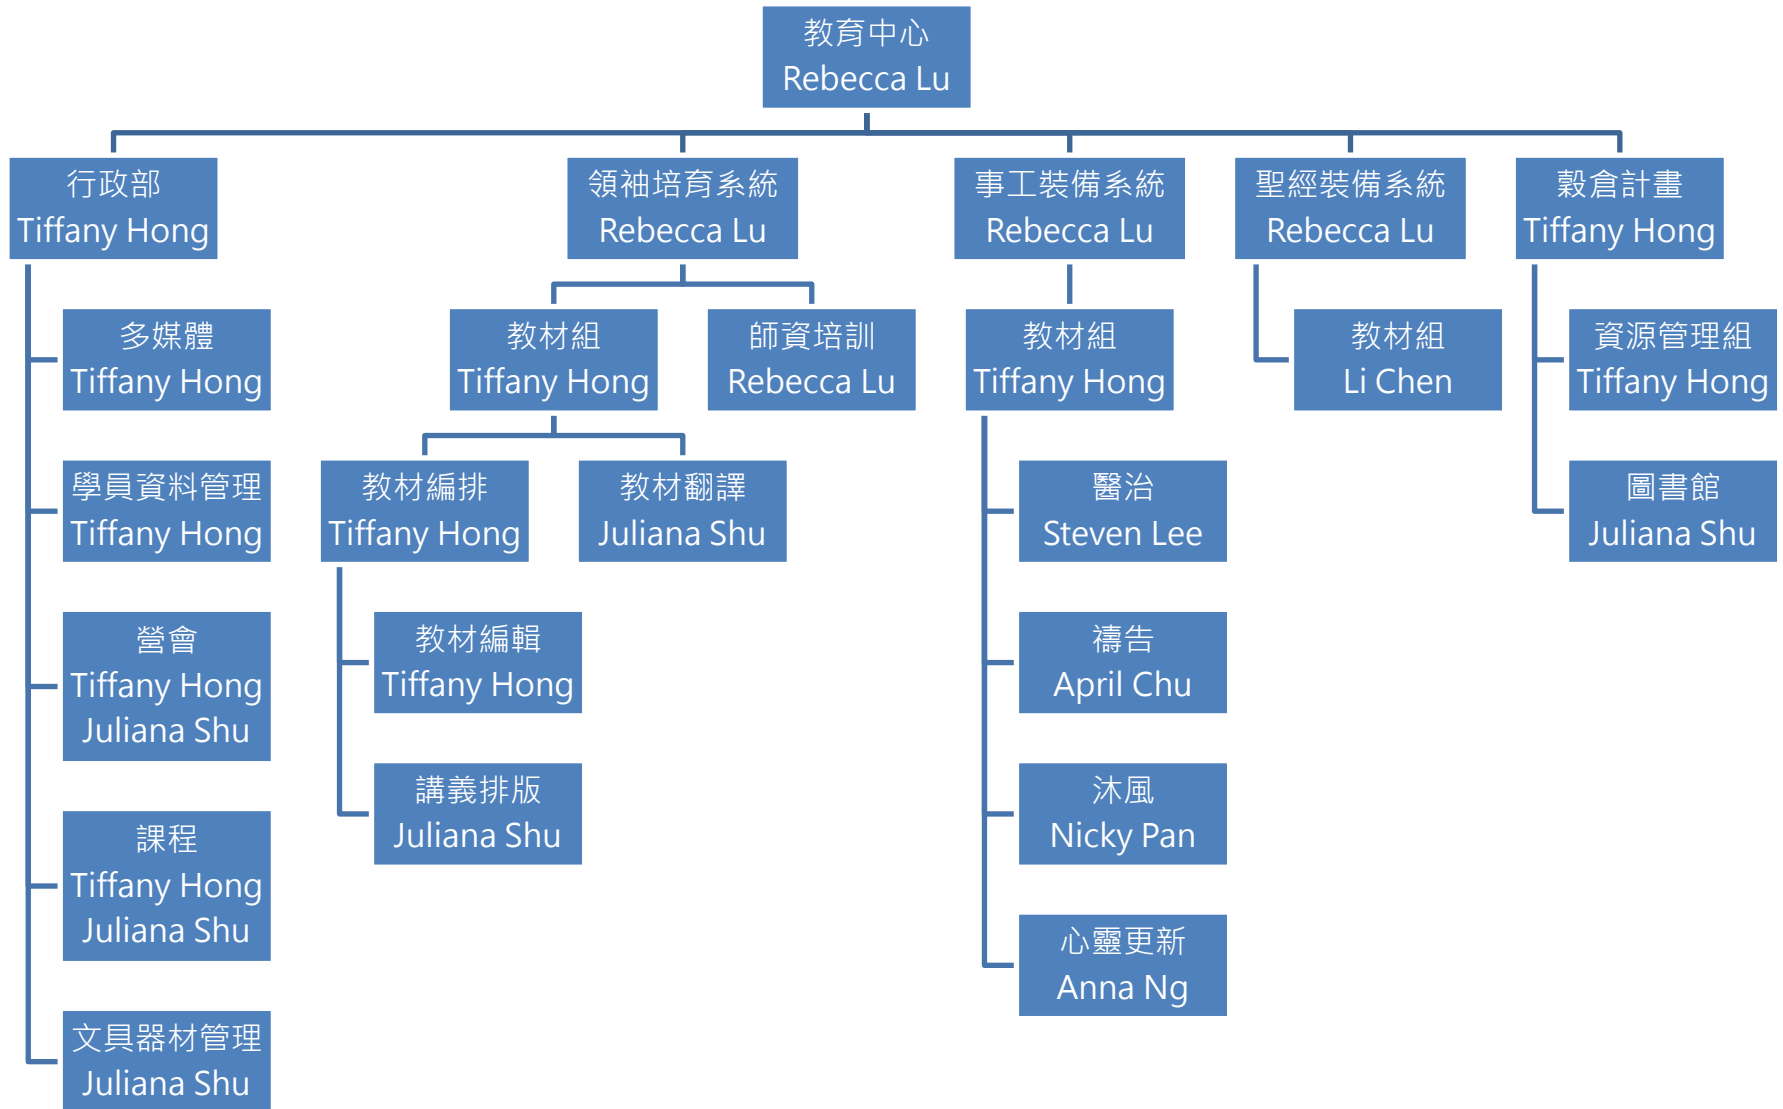 教育中心
Rebecca Lu
行政部
Tiffany Hong
領袖培育系統
Rebecca Lu
事工裝備系統
Rebecca Lu
聖經裝備系統
Rebecca Lu
穀倉計畫
Tiffany Hong
多媒體
Tiffany Hong
教材組
Tiffany Hong
師資培訓
Rebecca Lu
教材組
Tiffany Hong
教材組
Li Chen
資源管理組
Tiffany Hong
學員資料管理
Tiffany Hong
教材編排
Tiffany Hong
教材翻譯
Juliana Shu
醫治
Steven Lee
圖書館
Juliana Shu
營會
Tiffany Hong
Juliana Shu
教材編輯
Tiffany Hong
禱告
April Chu
課程
Tiffany Hong
Juliana Shu
講義排版
Juliana Shu
沐風
Nicky Pan
心靈更新
Anna Ng
文具器材管理
Juliana Shu